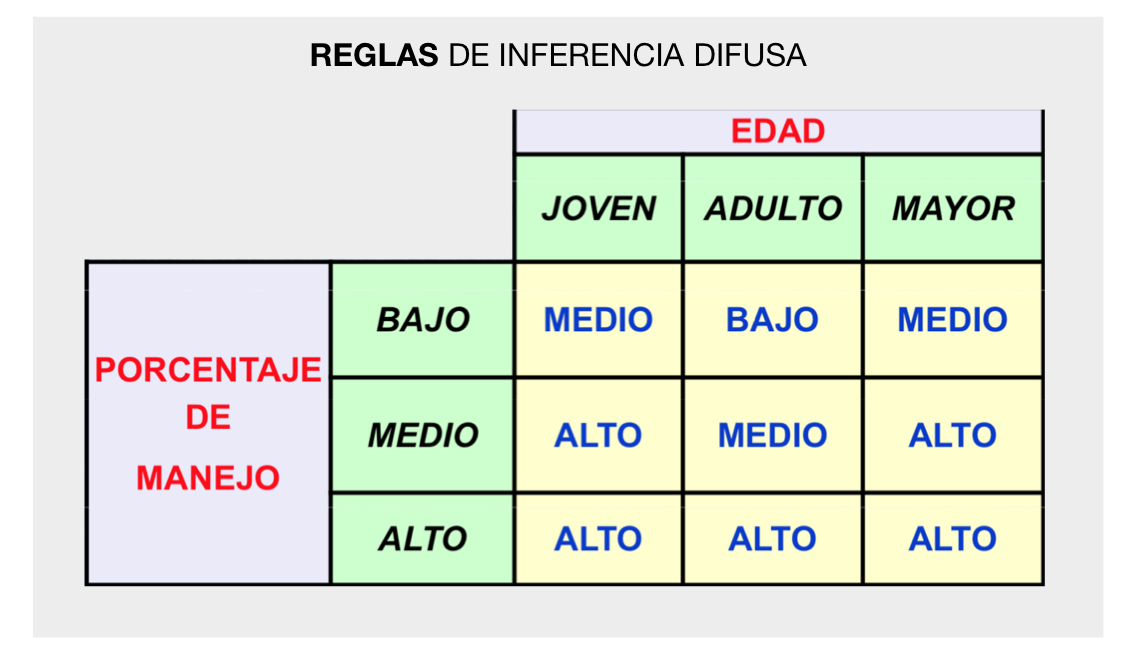 REGLAS DE INFERENCIA DIFUSA
EDAD
JOVEN ADULTO MAYOR
PORCENTAJE
DE
MANEJO
BAJO MEDIO BAJO MEDIO
MEDIO ALTO MEDIO ALTO
ALTO ALTO ALTO ALTO